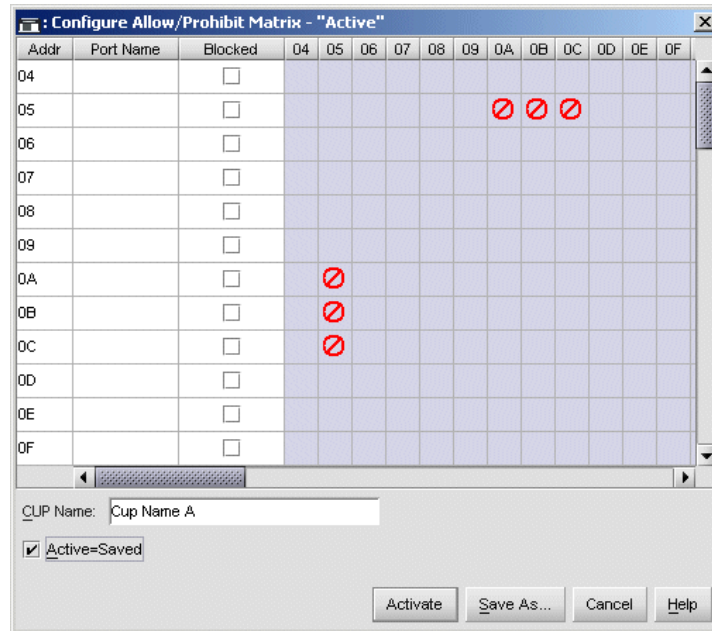 : Configure Allow/Prohibit Matrix - "Active"
Addr Port Name Blocked 04 05 06 07 08 09 0A 0B 0C 0D 0E 0F
04
05
06
07
08
09
0A
0B
0C
0D
0E
0F
CUP Name: Cup Name A
Active=Saved
Activate Save As... Cancel Help